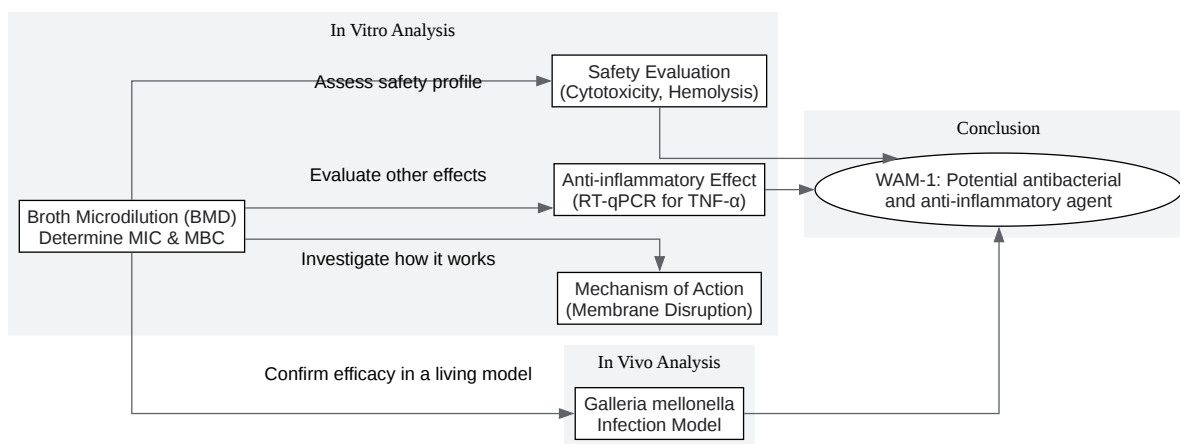 In Vitro Analysis
Assess safety profile
Safety Evaluation
(Cytotoxicity, Hemolysis)
Conclusion
Evaluate other effects
Anti-inflammatory Effect
(RT-qPCR for TNF-α)
WAM-1: Potential antibacterial
and anti-inflammatory agent
Broth Microdilution (BMD)
Determine MIC & MBC
Investigate how it works
Mechanism of Action
(Membrane Disruption)
In Vivo Analysis
Confirm efficacy in a living model
Galleria mellonella
Infection Model